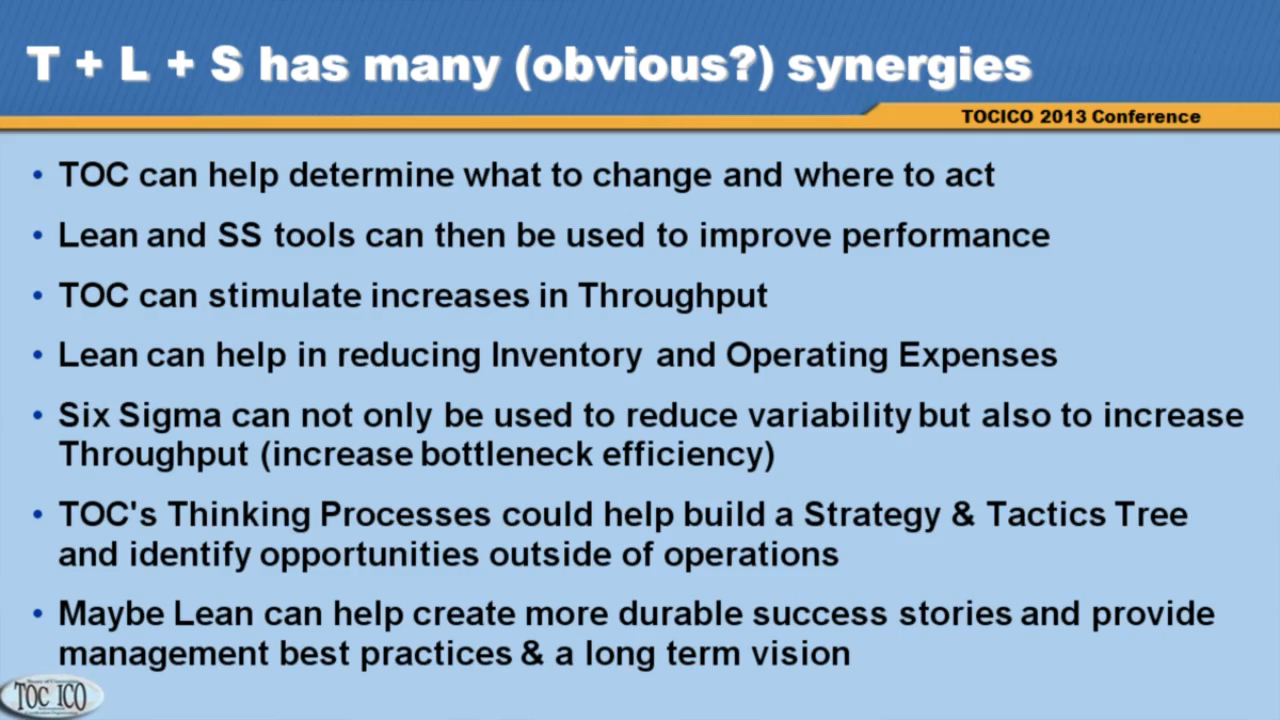 T + L + S has many (obvious?) synergies
TOCICO 2013 Conference
• TOC can help determine what to change and where to act
• Lean and SS tools can then be used to improve performance
• TOC can stimulate increases in Throughput
• Lean can help in reducing Inventory and Operating Expenses
• Six Sigma can not only be used to reduce variability but also to increase
Throughput (increase bottleneck efficiency)
• TOC's Thinking Processes could help build a Strategy & Tactics Tree
and identify opportunities outside of operations
• Maybe Lean can help create more durable success stories and provide
management best practices & a long term vision
TOC ICO